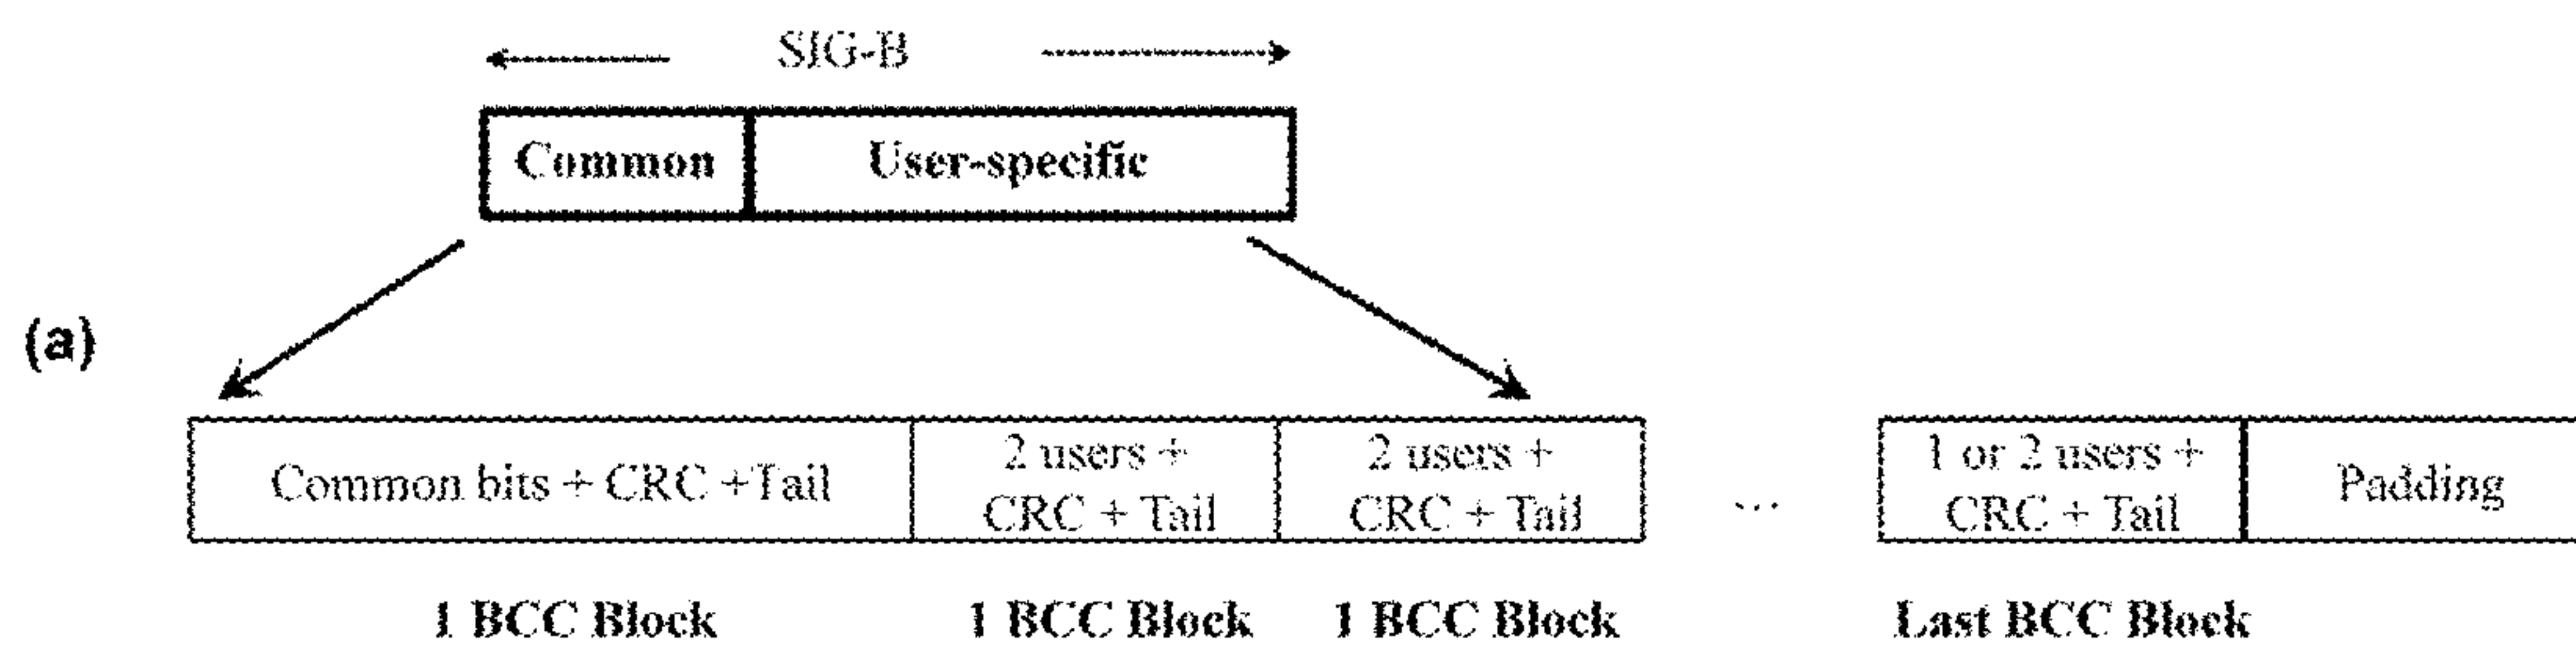 SIG-B
Common
User-specific
(a)
Common bits + CRC +Tail
2 users +
CRC + Tail
2 users +
CRC + Tail
...
1 or 2 users +
CRC + Tail
Padding
1 BCC Block
1 BCC Block
1 BCC Block
Last BCC Block